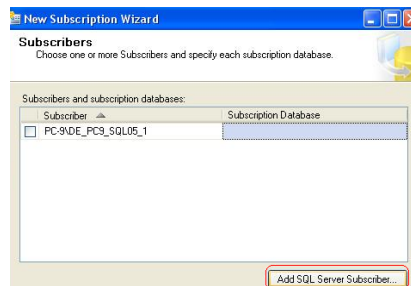 New Subscription Wizard
Subscribers
Choose one or more Subscribers and specify each subscription database.
Subscribers and subscription databases:
Subscriber Subscription Database
PC-9\DE_PC9_SQL05_1
Add SQL Server Subscriber...